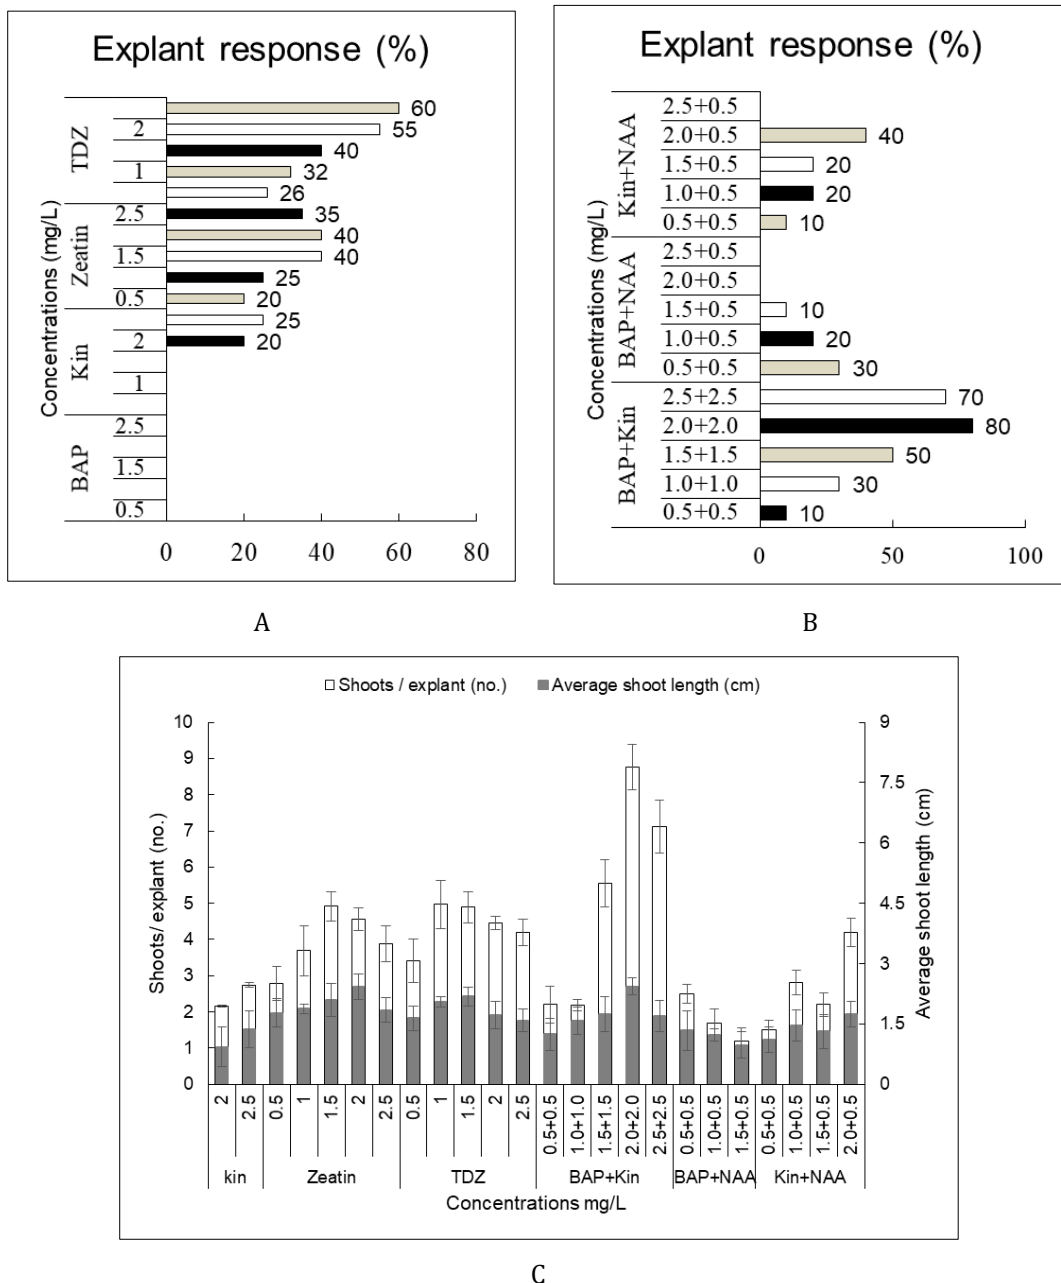 Explant response (%)
Concentrations (mg/L)
TDZ
60
2
55
40
1
32
26
Zeatin
2.5
35
40
1.5
40
25
0.5
20
Kin
25
2
20
1
BAP
2.5
1.5
0.5
0 20 40 60 80
A
Explant response (%)
Concentrations (mg/L)
Kin+NAA
2.5+0.5
2.0+0.5 40
1.5+0.5 20
1.0+0.5 20
0.5+0.5 10
BAP+NAA
2.5+0.5
2.0+0.5
1.5+0.5 10
1.0+0.5 20
0.5+0.5 30
BAP+Kin
2.5+2.5 70
2.0+2.0 80
1.5+1.5 50
1.0+1.0 30
0.5+0.5 10
0 50 100
B
Shoots / explant (no.) Average shoot length (cm)
Shoots/ explant (no.)
10
9
8
7
6
5
4
3
2
1
0
Average shoot length (cm)
9
7.5
6
4.5
3
1.5
0
2 2.5 0.5 1 1.5 2 2.5 0.5 1 1.5 2 2.5 0.5+0.5 1.0+1.0 1.5+1.5 2.0+2.0 2.5+2.5 0.5+0.5 1.0+0.5 1.5+0.5 0.5+0.5 1.0+0.5 1.5+0.5 2.0+0.5
kin Zeatin TDZ BAP+Kin BAP+NAA Kin+NAA
Concentrations mg/L
C